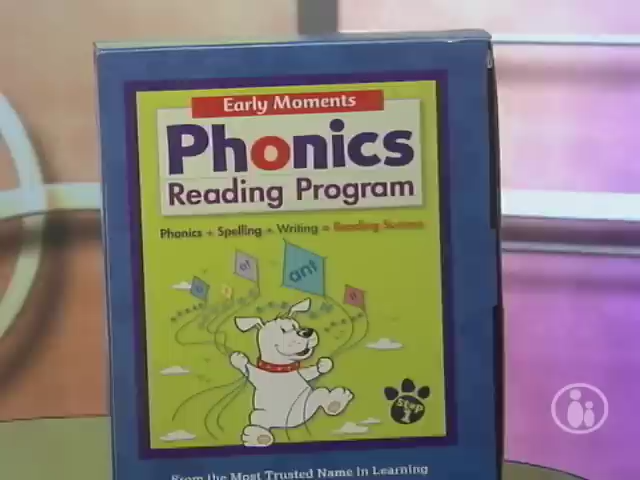 Early Moments
Phonics
Reading Program
Phonics + Spelling + Writing = Reading Success
ant
Step
1
From the Most Trusted Name In Learning